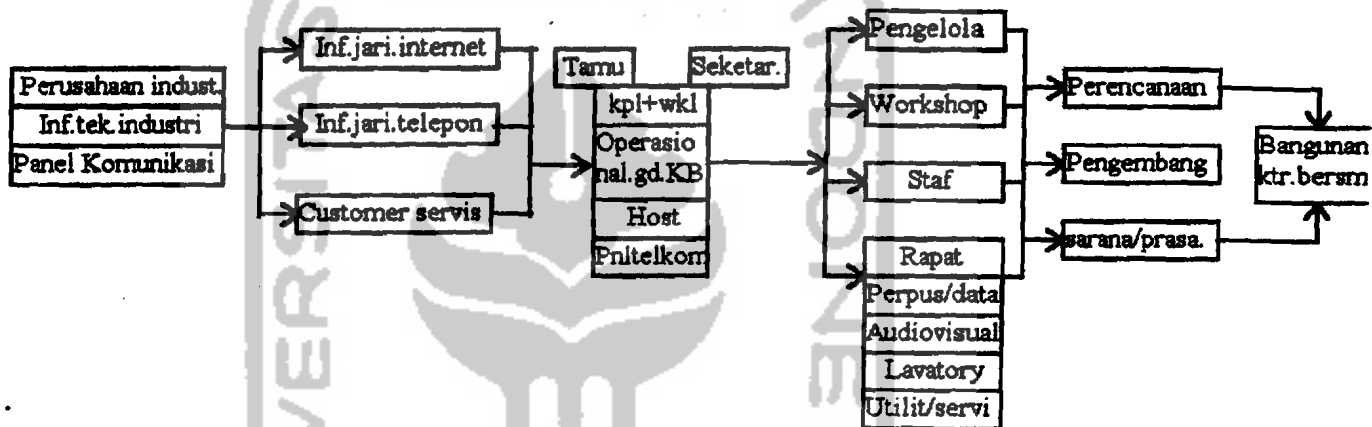 Perusahaan indust.
Inf.tek.industri
Panel Komunikasi
Inf.jari.internet
Inf.jari.telepon
Customer servis
Tamu
Seketar.
kpl+wkl
Operasio
nal.gd.KB
Host
Pnltelkom
Pengelola
Workshop
Staf
Rapat
Perpus/data
Audiovisual
Lavatory
Utilit/servi
Perencanaan
Pengembang
sarana/prasa.
Bangunan
ktr.bersm